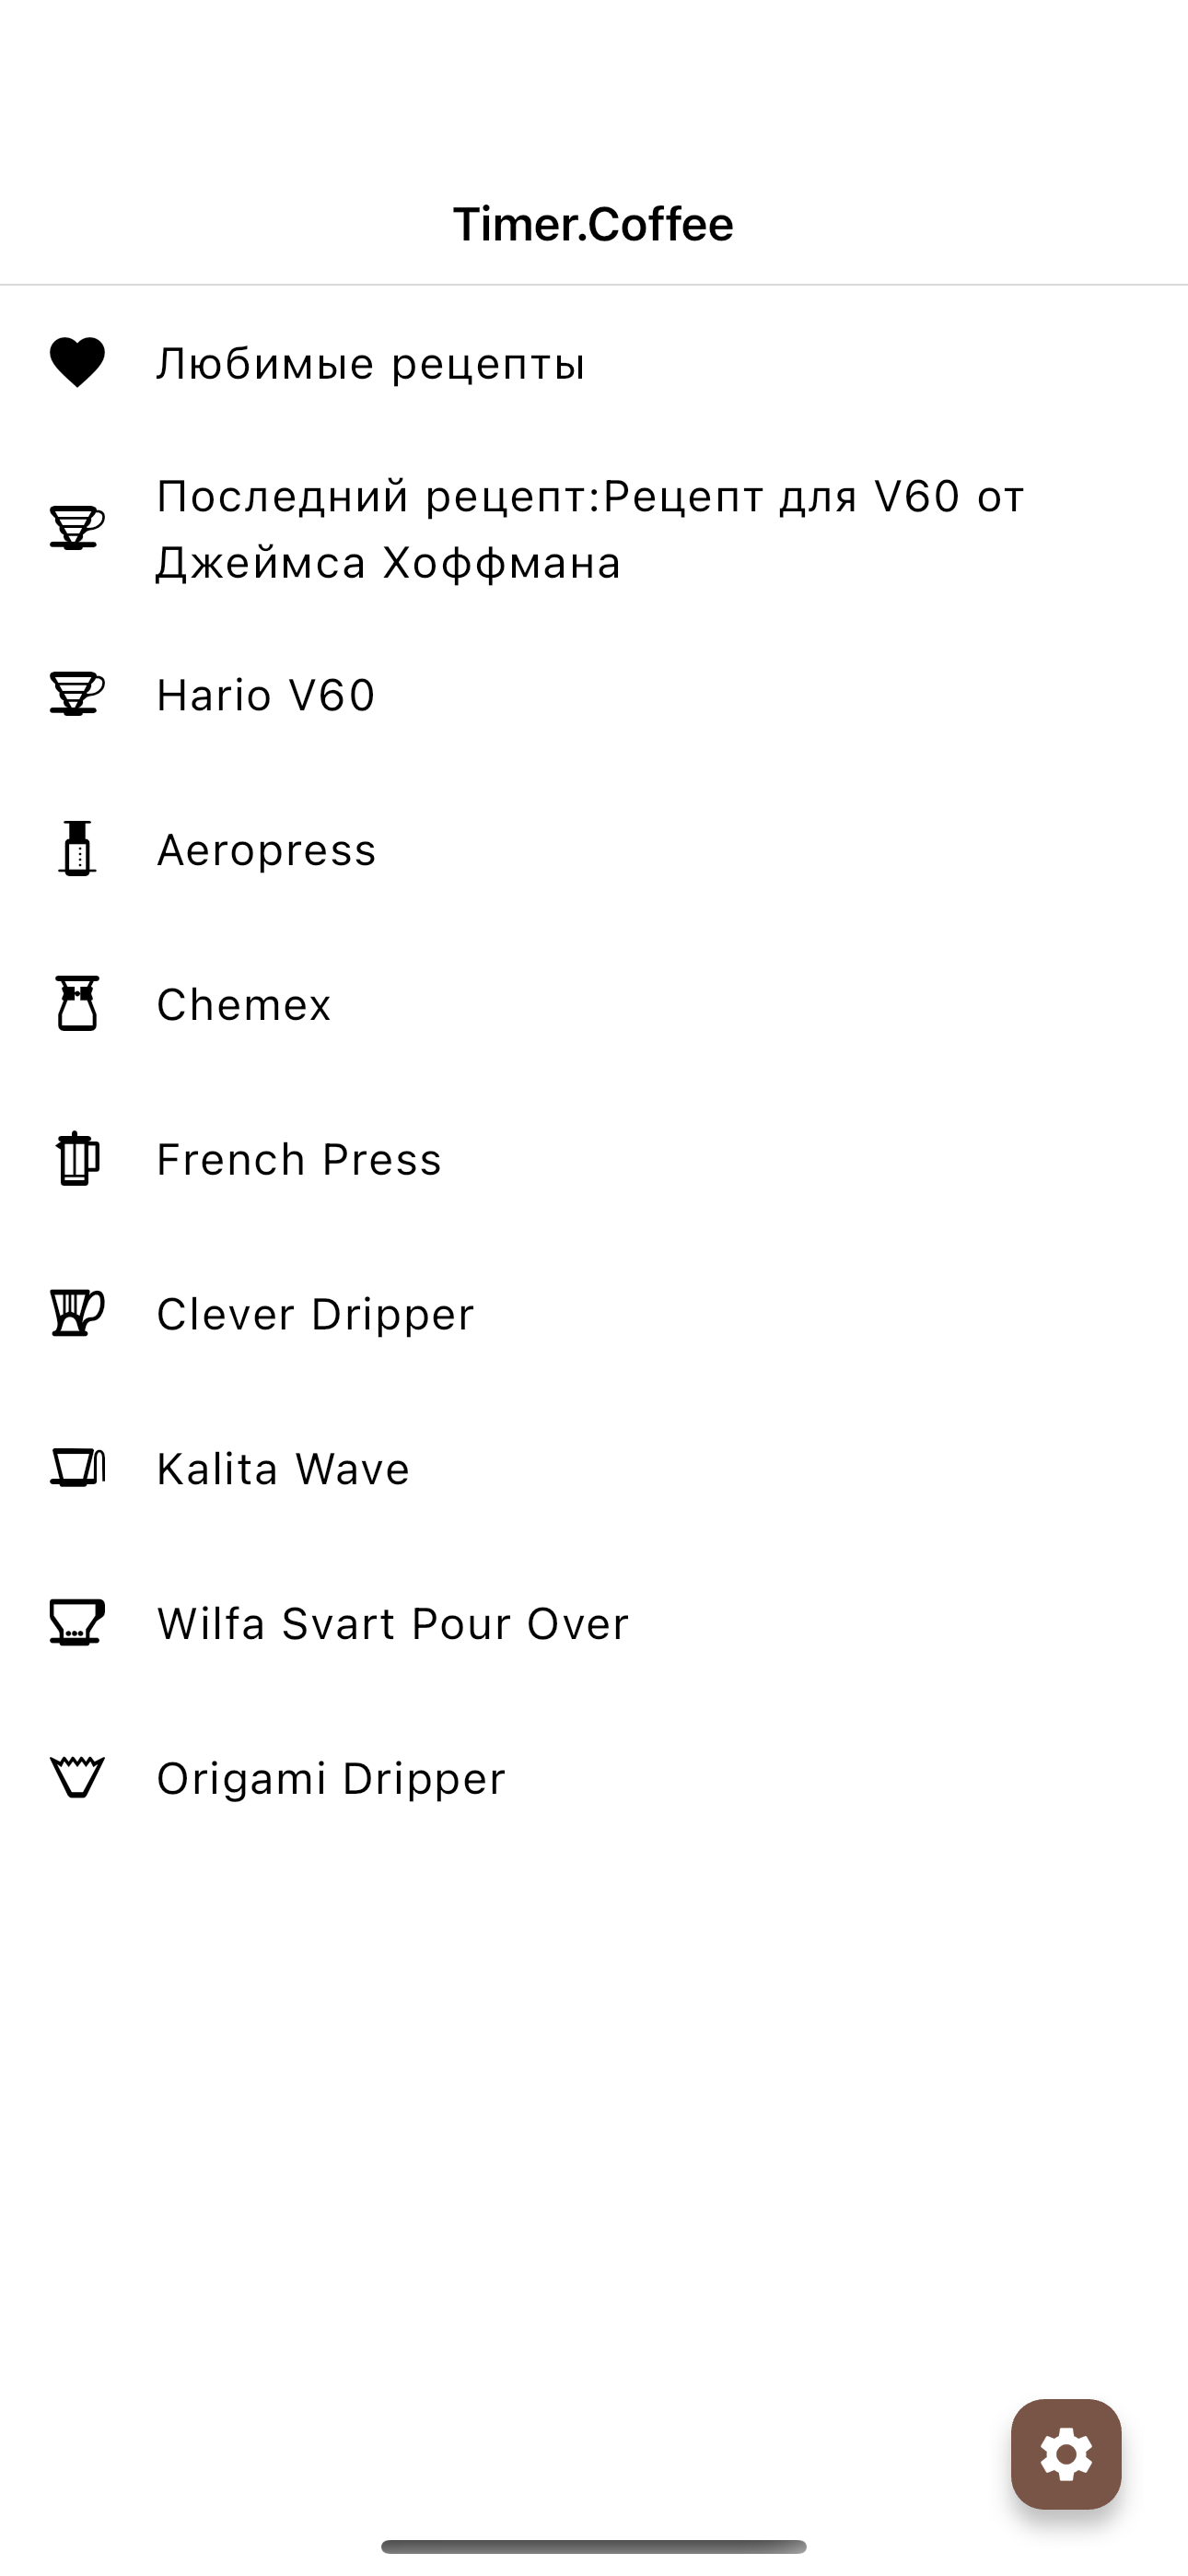 Timer.Coffee
Любимые рецепты
Последний рецепт:Рецепт для V60 от
Джеймса Хоффмана
Hario V60
Aeropress
Chemex
French Press
Clever Dripper
Kalita Wave
Wilfa Svart Pour Over
Origami Dripper